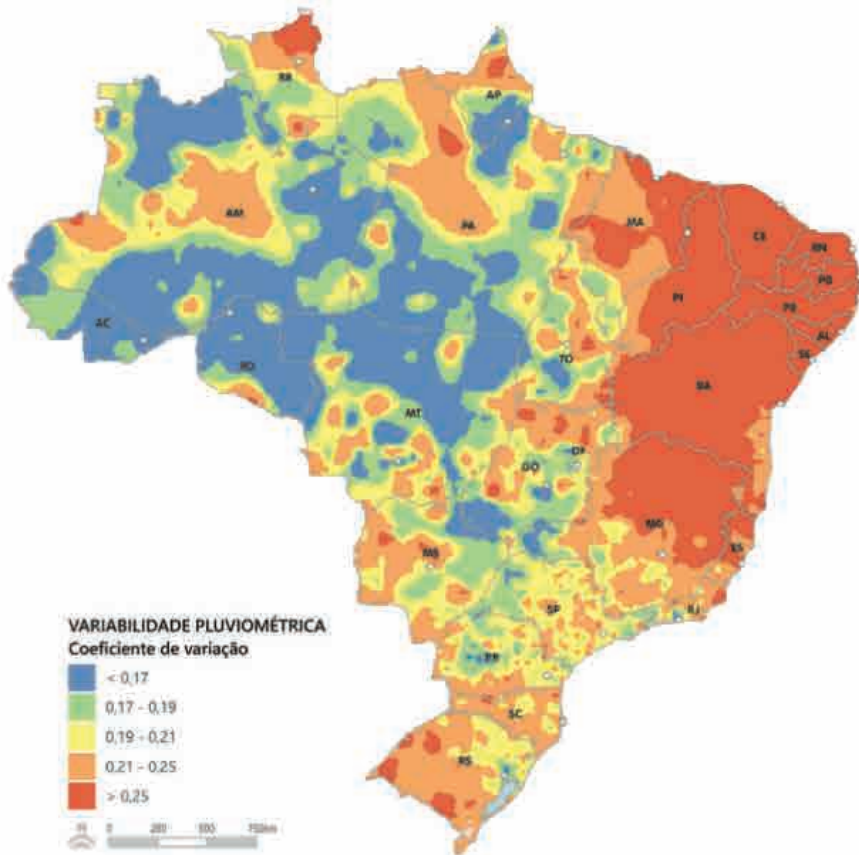 RR
AP
AM
PA
MA
CE
RN
PB
PI
PE
AL
SE
AC
RO
TO
BA
MT
DF
GO
MG
ES
MS
SP
RJ
PR
SC
RS
VARIABILIDADE PLUVIOMÉTRICA
Coeficiente de variação
< 0,17
0,17 - 0,19
0,19 - 0,21
0,21 - 0,25
> 0,25
0 250 500 750km